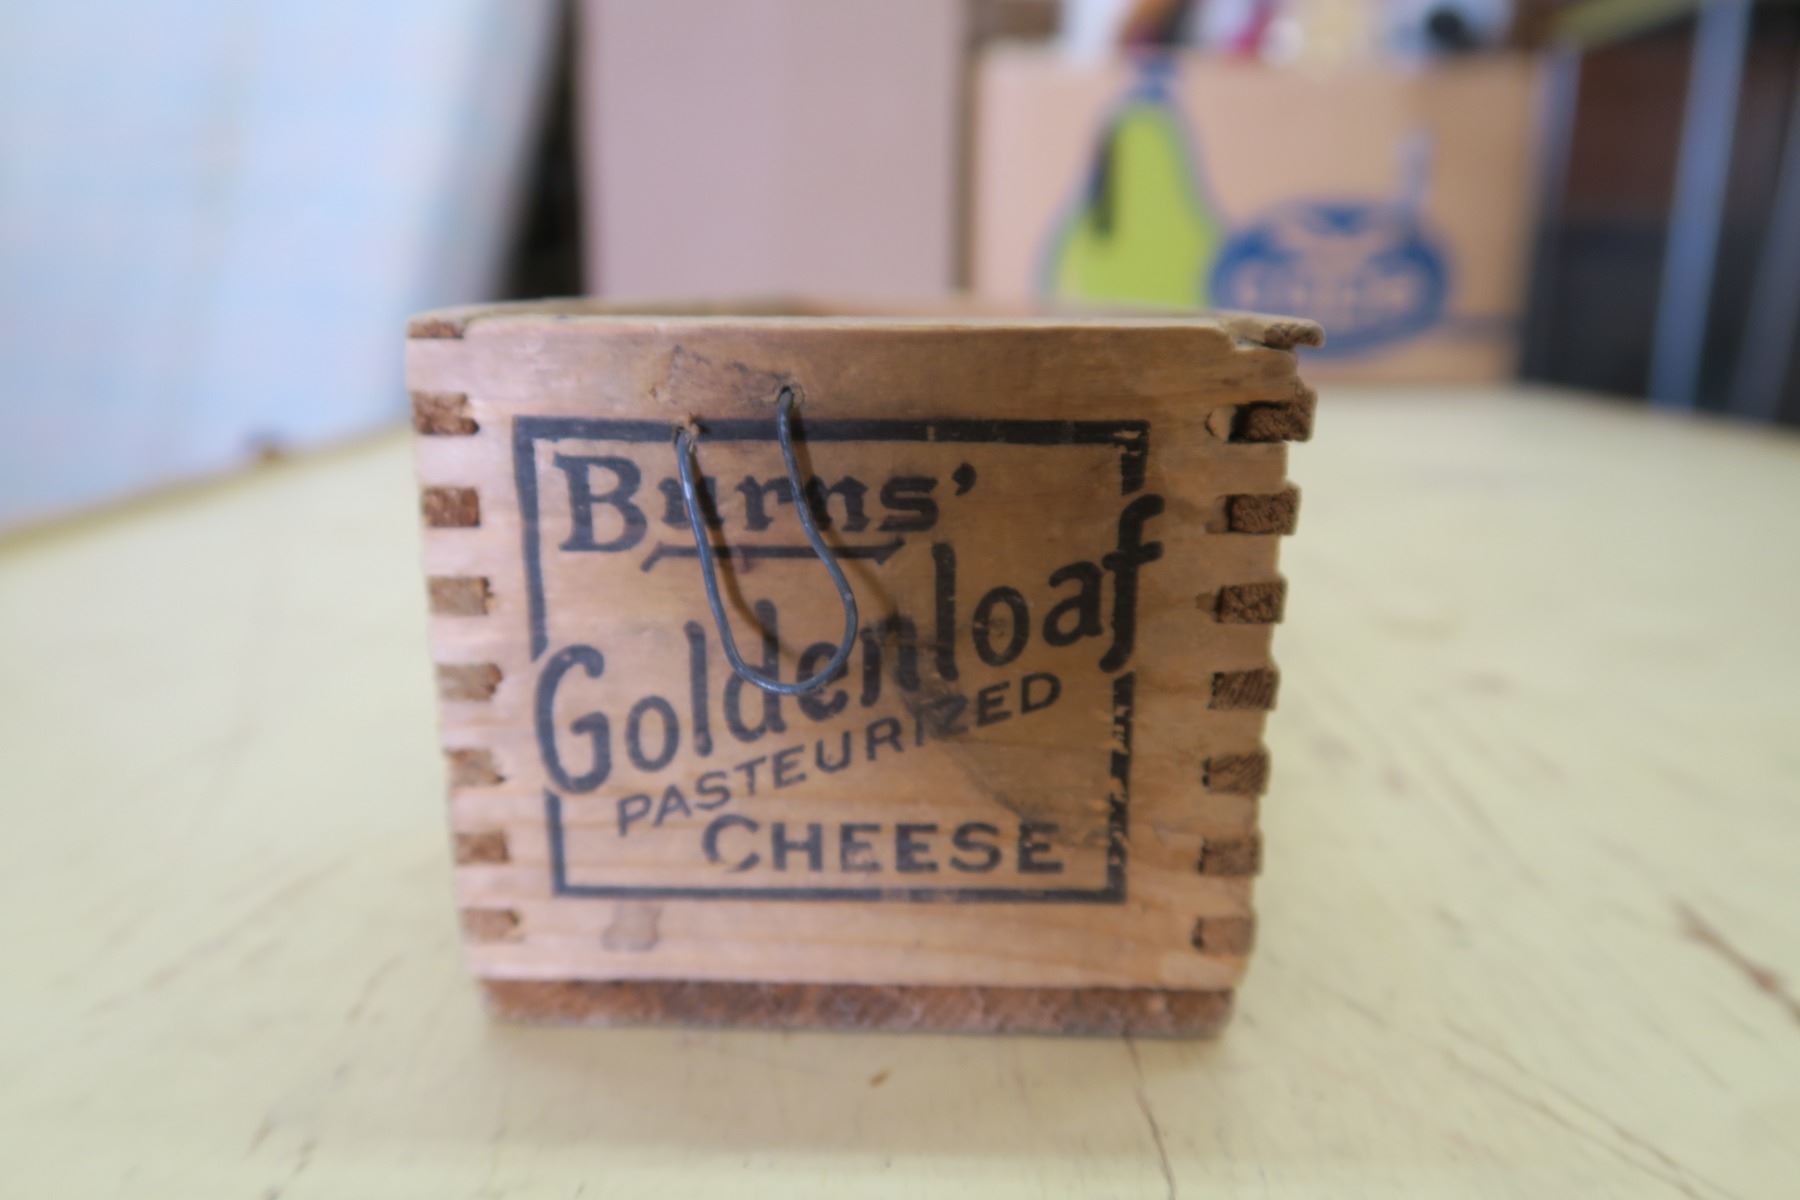 Burns'
Goldenloaf
PASTEURIZED
CHEESE